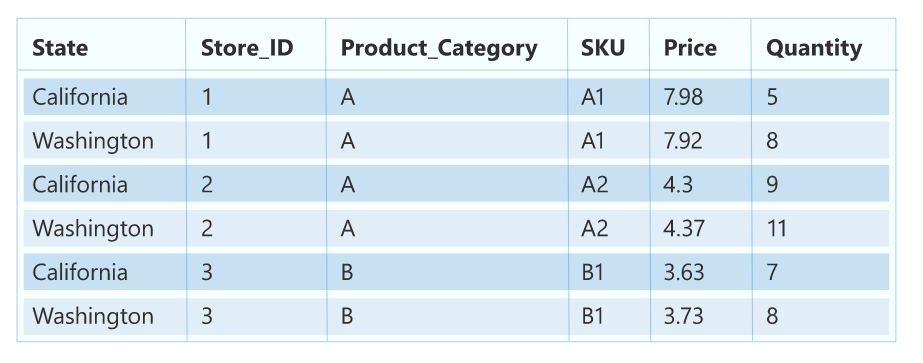 State Store_ID Product_Category SKU Price Quantity
California 1 A A1 7.98 5
Washington 1 A A1 7.92 8
California 2 A A2 4.3 9
Washington 2 A A2 4.37 11
California 3 B B1 3.63 7
Washington 3 B B1 3.73 8